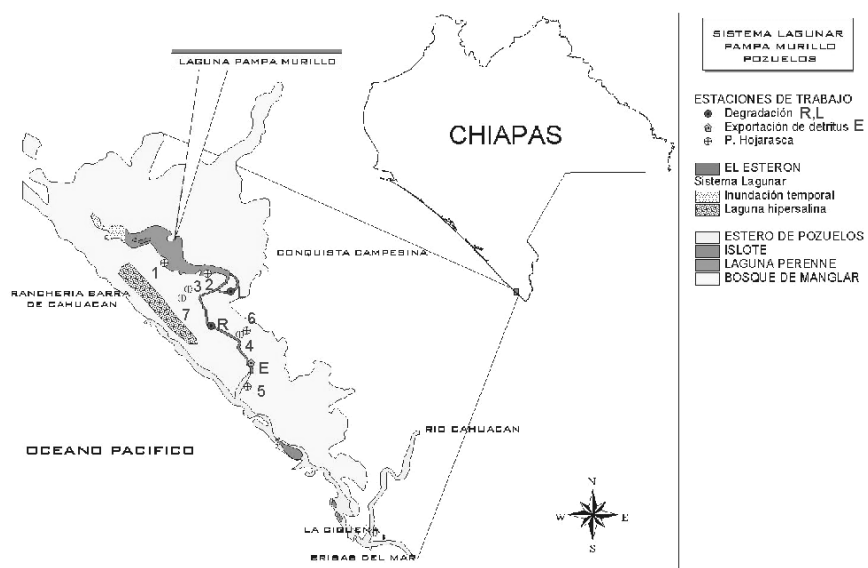 LAGUNA PAMPA MURILLO
CHIAPAS
CONQUISTA CAMPESINA
1
2
3
RANCHERIA BARRA
DE CAHUACAN
7
R
6
4
E
5
OCEANO PACIFICO
RIO CAHUACAN
LA CIGUEÑA
BRISAS DEL MAR
N
W
E
S
SISTEMA LAGUNAR
PAMPA MURILLO
POZUELOS
ESTACIONES DE TRABAJO
Degradación R,L
Exportación de detritus E
P. Hojarasca
EL ESTERON
Sistema Lagunar
Inundación temporal
Laguna hipersalina
ESTERO DE POZUELOS
ISLOTE
LAGUNA PERENNE
BOSQUE DE MANGLAR